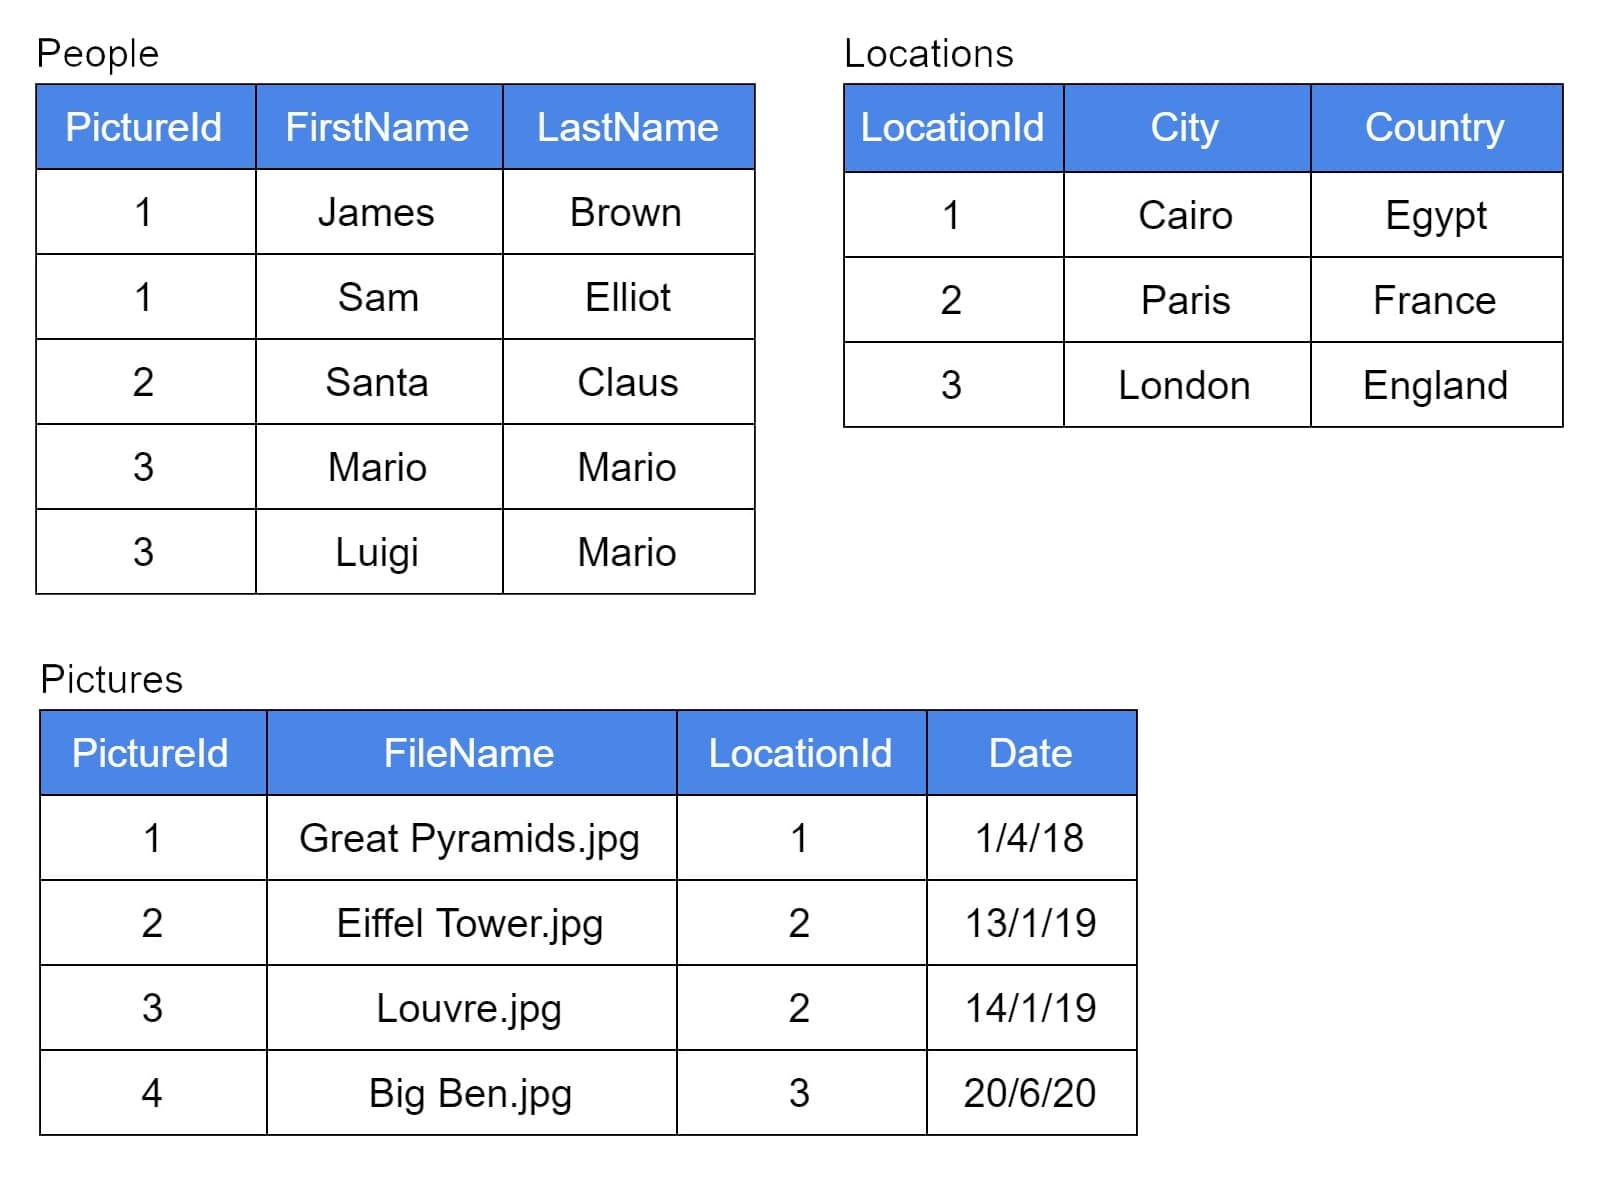 People
PictureId FirstName LastName
1 James Brown
1 Sam Elliot
2 Santa Claus
3 Mario Mario
3 Luigi Mario
Locations
LocationId City Country
1 Cairo Egypt
2 Paris France
3 London England
Pictures
PictureId FileName LocationId Date
1 Great Pyramids.jpg 1 1/4/18
2 Eiffel Tower.jpg 2 13/1/19
3 Louvre.jpg 2 14/1/19
4 Big Ben.jpg 3 20/6/20